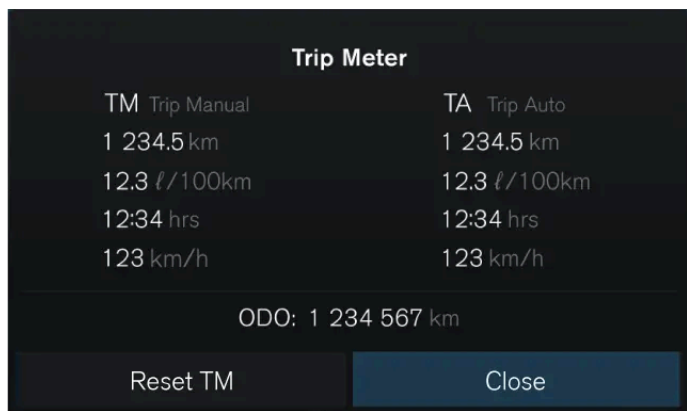 Trip Meter
TM Trip Manual TA Trip Auto
1 234.5 km 1 234.5 km
12.3 ℓ/100km 12.3 ℓ/100km
12:34 hrs 12:34 hrs
123 km/h 123 km/h
ODO: 1 234 567 km
Reset TM Close